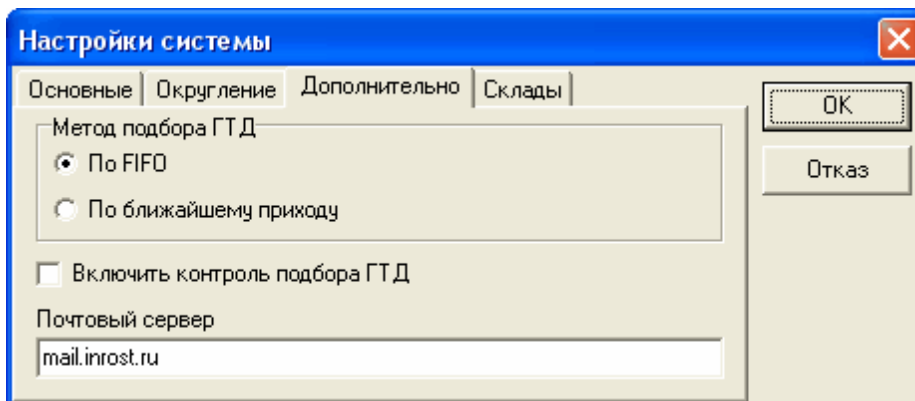 Настройки системы
Основные Округление Дополнительно Склады
OK
Метод подбора ГТД
По FIFO
Отказ
По ближайшему приходу
Включить контроль подбора ГТД
Почтовый сервер
mail.inrost.ru